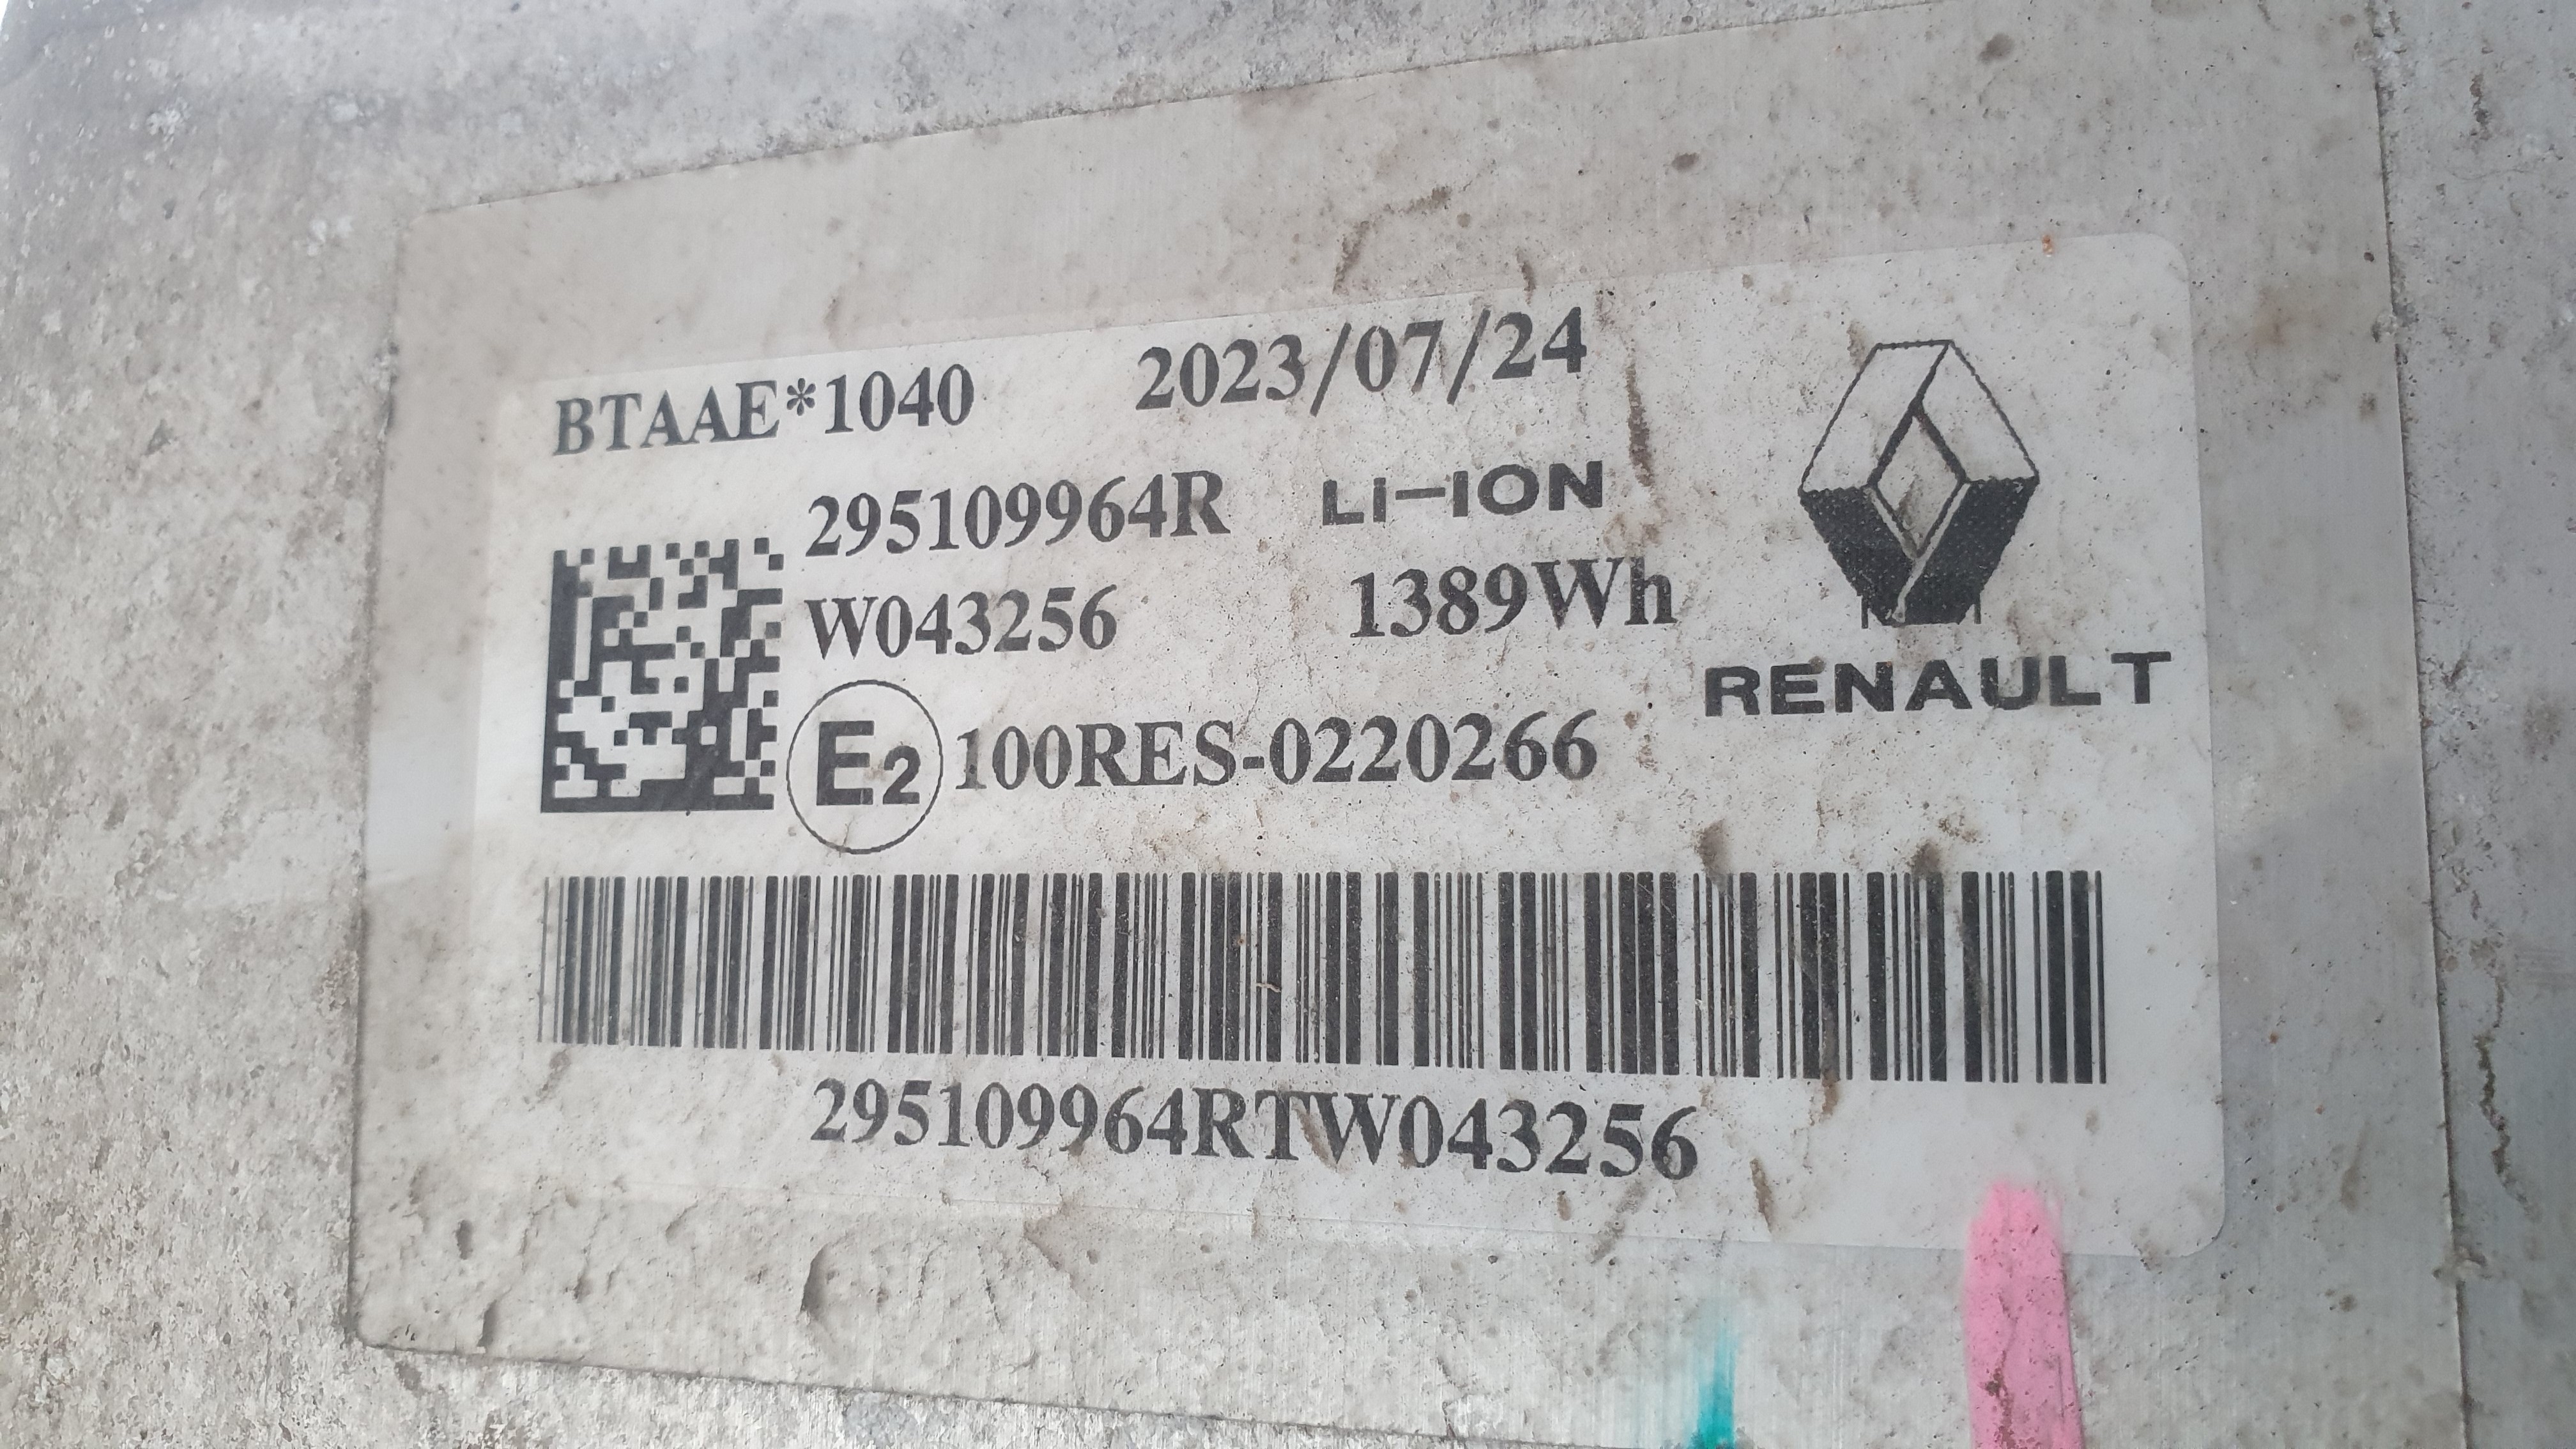 BTAAE*1040 2023/07/24
295109964R LI-ION
W043256 1389Wh
RENAULT
E2 100RES-0220266
295109964RTW043256